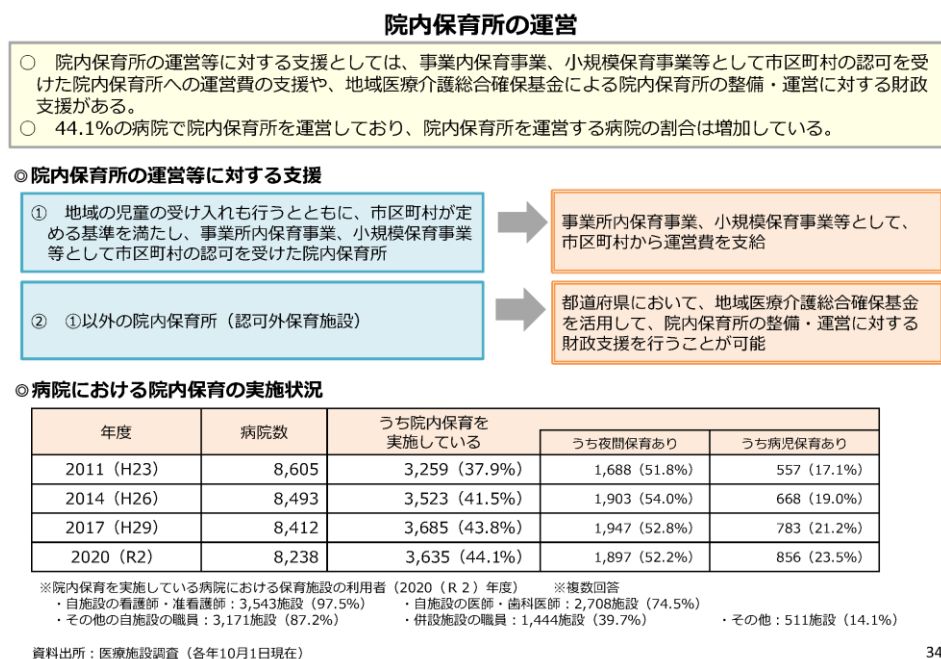 院内保育所の運営
○　院内保育所の運営等に対する支援としては、事業内保育事業、小規模保育事業等として市区町村の認可を受
けた院内保育所への運営費の支援や、地域医療介護総合確保基金による院内保育所の整備・運営に対する財政
支援がある。
○　44.1%の病院で院内保育所を運営しており、院内保育所を運営する病院の割合は増加している。
◎院内保育所の運営等に対する支援
①　地域の児童の受け入れも行うとともに、市区町村が定
める基準を満たし、事業所内保育事業、小規模保育事業
等として市区町村の認可を受けた院内保育所
事業所内保育事業、小規模保育事業等として、
市区町村から運営費を支給
②　①以外の院内保育所（認可外保育施設）
都道府県において、地域医療介護総合確保基金
を活用して、院内保育所の整備・運営に対する
財政支援を行うことが可能
◎病院における院内保育の実施状況
年度　病院数　うち院内保育を
実施している　うち夜間保育あり　うち病児保育あり
2011（H23）　8,605　3,259（37.9%）　1,688（51.8%）　557（17.1%）
2014（H26）　8,493　3,523（41.5%）　1,903（54.0%）　668（19.0%）
2017（H29）　8,412　3,685（43.8%）　1,947（52.8%）　783（21.2%）
2020（R2）　8,238　3,635（44.1%）　1,897（52.2%）　856（23.5%）
※院内保育を実施している病院における保育施設の利用者（2020（Ｒ２）年度）　※複数回答
・自施設の看護師・准看護師：3,543施設（97.5%）　・自施設の医師・歯科医師：2,708施設（74.5%）
・その他の自施設の職員：3,171施設（87.2%）　・併設施設の職員：1,444施設（39.7%）　・その他：511施設（14.1%）
資料出所：医療施設調査（各年10月1日現在）
34